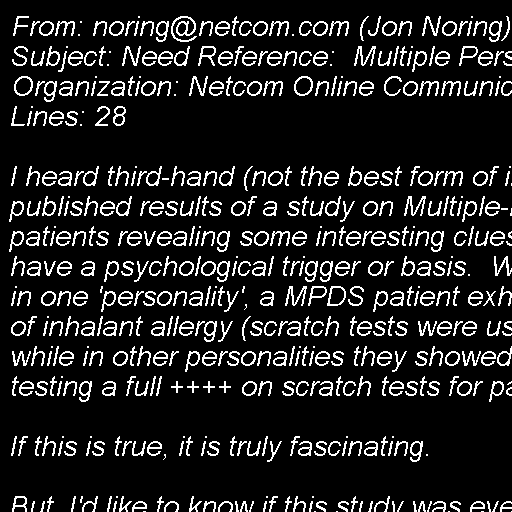 From: noring@netcom.com (Jon Noring)
Subject: Need Reference:  Multiple Pers
Organization: Netcom Online Communic
Lines: 28

I heard third-hand (not the best form of i
published results of a study on Multiple-
patients revealing some interesting clues
have a psychological trigger or basis.  W
in one 'personality', a MPDS patient exh
of inhalant allergy (scratch tests were us
while in other personalities they showed
testing a full ++++ on scratch tests for pa

If this is true, it is truly fascinating.

But, I'd like to know if this study was eve